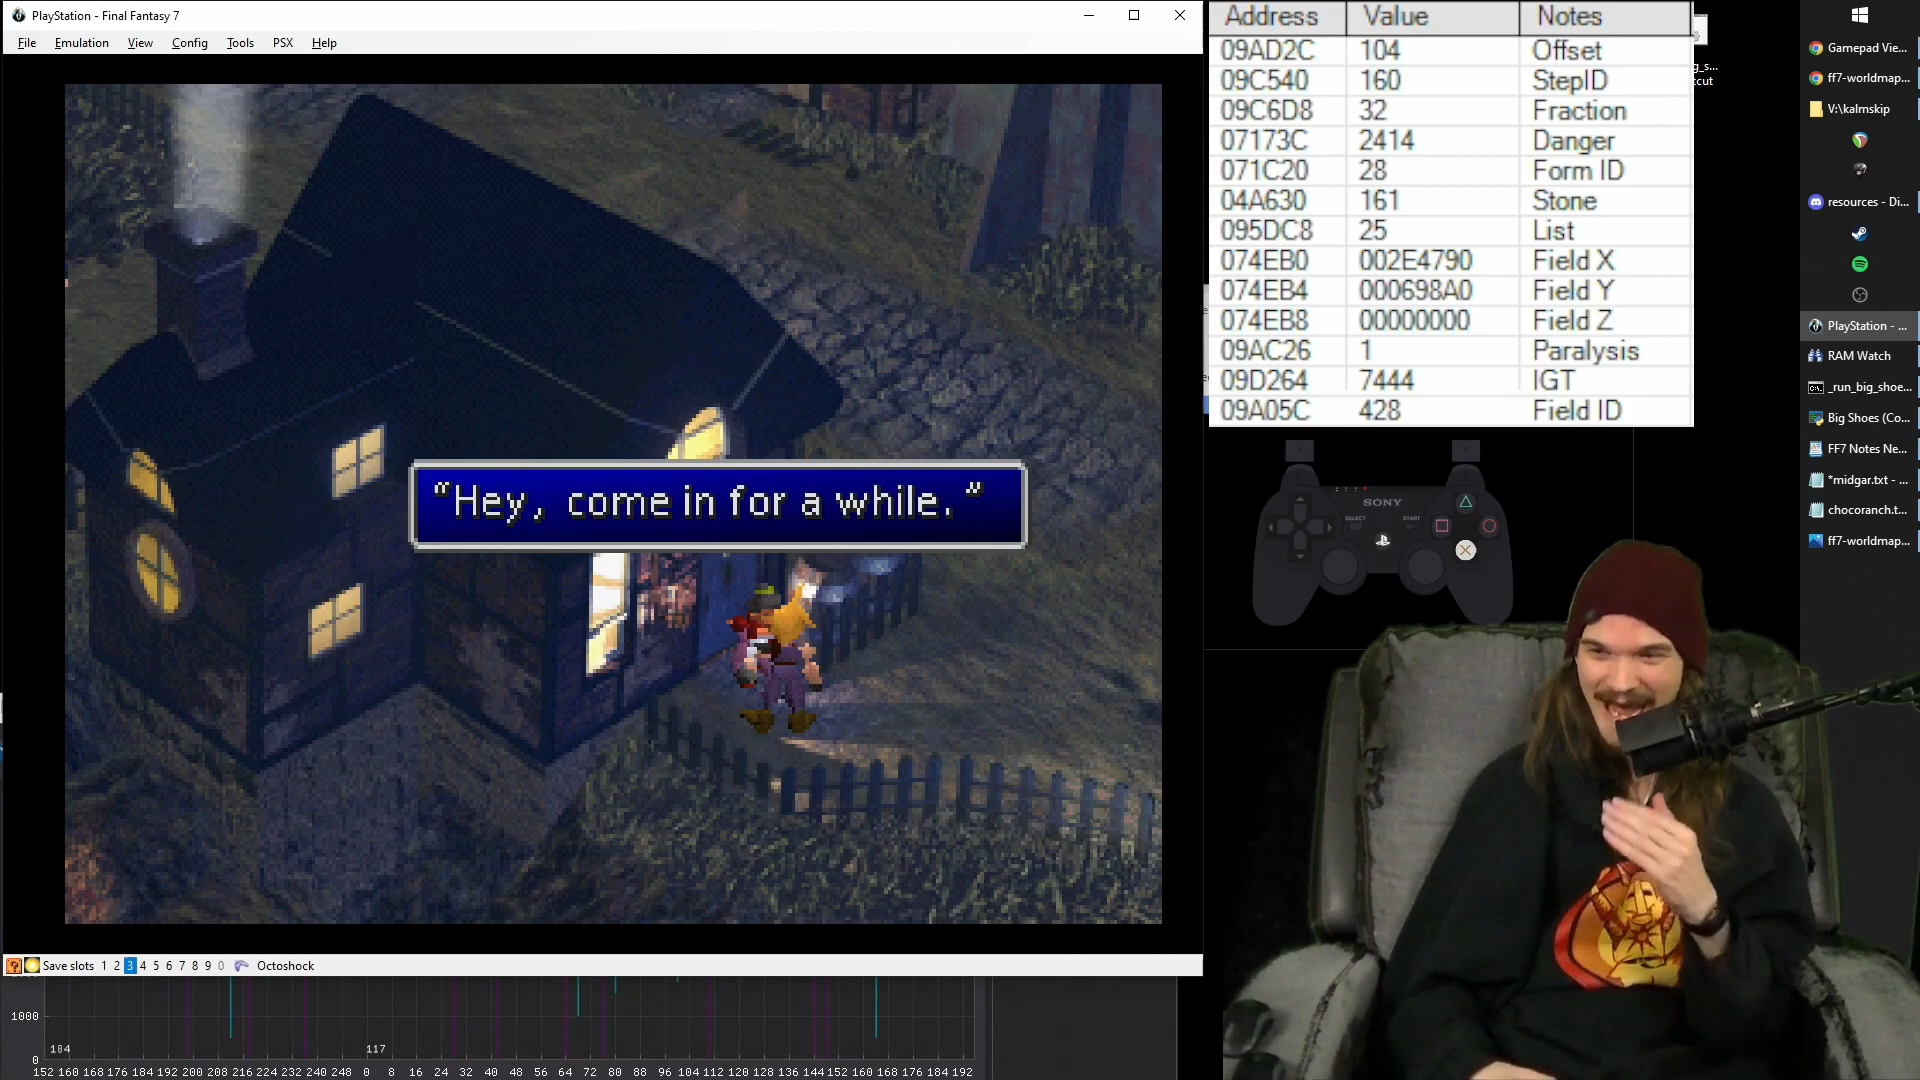 PlayStation - Final Fantasy 7
File Emulation View Config Tools PSX Help
“Hey, come in for a while.”
Save slots 1 2 3 4 5 6 7 8 9 0 Octoshock
1000
0
104 117
152 160 168 176 184 192 200 208 216 224 232 240 248 0 8 16 24 32 40 48 56 64 72 80 88 96 104 112 120 128 136 144 152 160 168 176 184 192
Address Value Notes
09AD2C 104 Offset
09C540 160 StepID
09C6D8 32 Fraction
07173C 2414 Danger
071C20 28 Form ID
04A630 161 Stone
095DC8 25 List
074EB0 002E4790 Field X
074EB4 000698A0 Field Y
074EB8 00000000 Field Z
09AC26 1 Paralysis
09D264 7444 IGT
09A05C 428 Field ID
SONY
SELECT START
Gamepad Vie...
ff7-worldmap...
V:\kalmskip
resources - Di...
PlayStation - ...
RAM Watch
_run_big_shoe...
Big Shoes (Co...
FF7 Notes Ne...
*midgar.txt - ...
chocoranch.t...
ff7-worldmap...